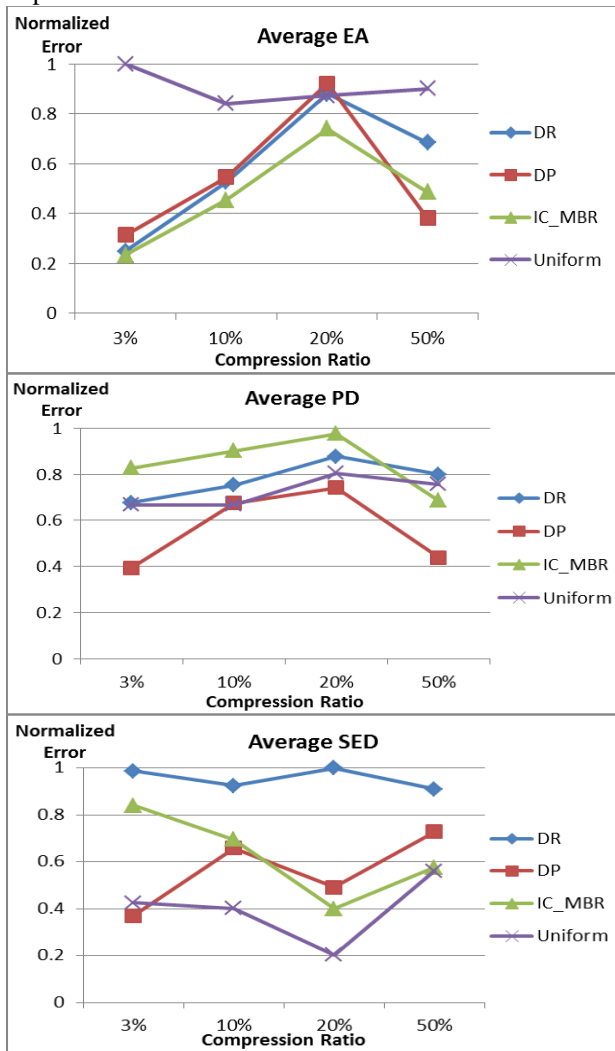 Normalized
Error
Average EA
1
0.8
0.6
0.4
0.2
0
3% 10% 20% 50%
Compression Ratio
DR
DP
IC_MBR
Uniform
Normalized
Error
Average PD
1
0.8
0.6
0.4
0.2
0
3% 10% 20% 50%
Compression Ratio
DR
DP
IC_MBR
Uniform
Normalized
Error
Average SED
1
0.8
0.6
0.4
0.2
0
3% 10% 20% 50%
Compression Ratio
DR
DP
IC_MBR
Uniform